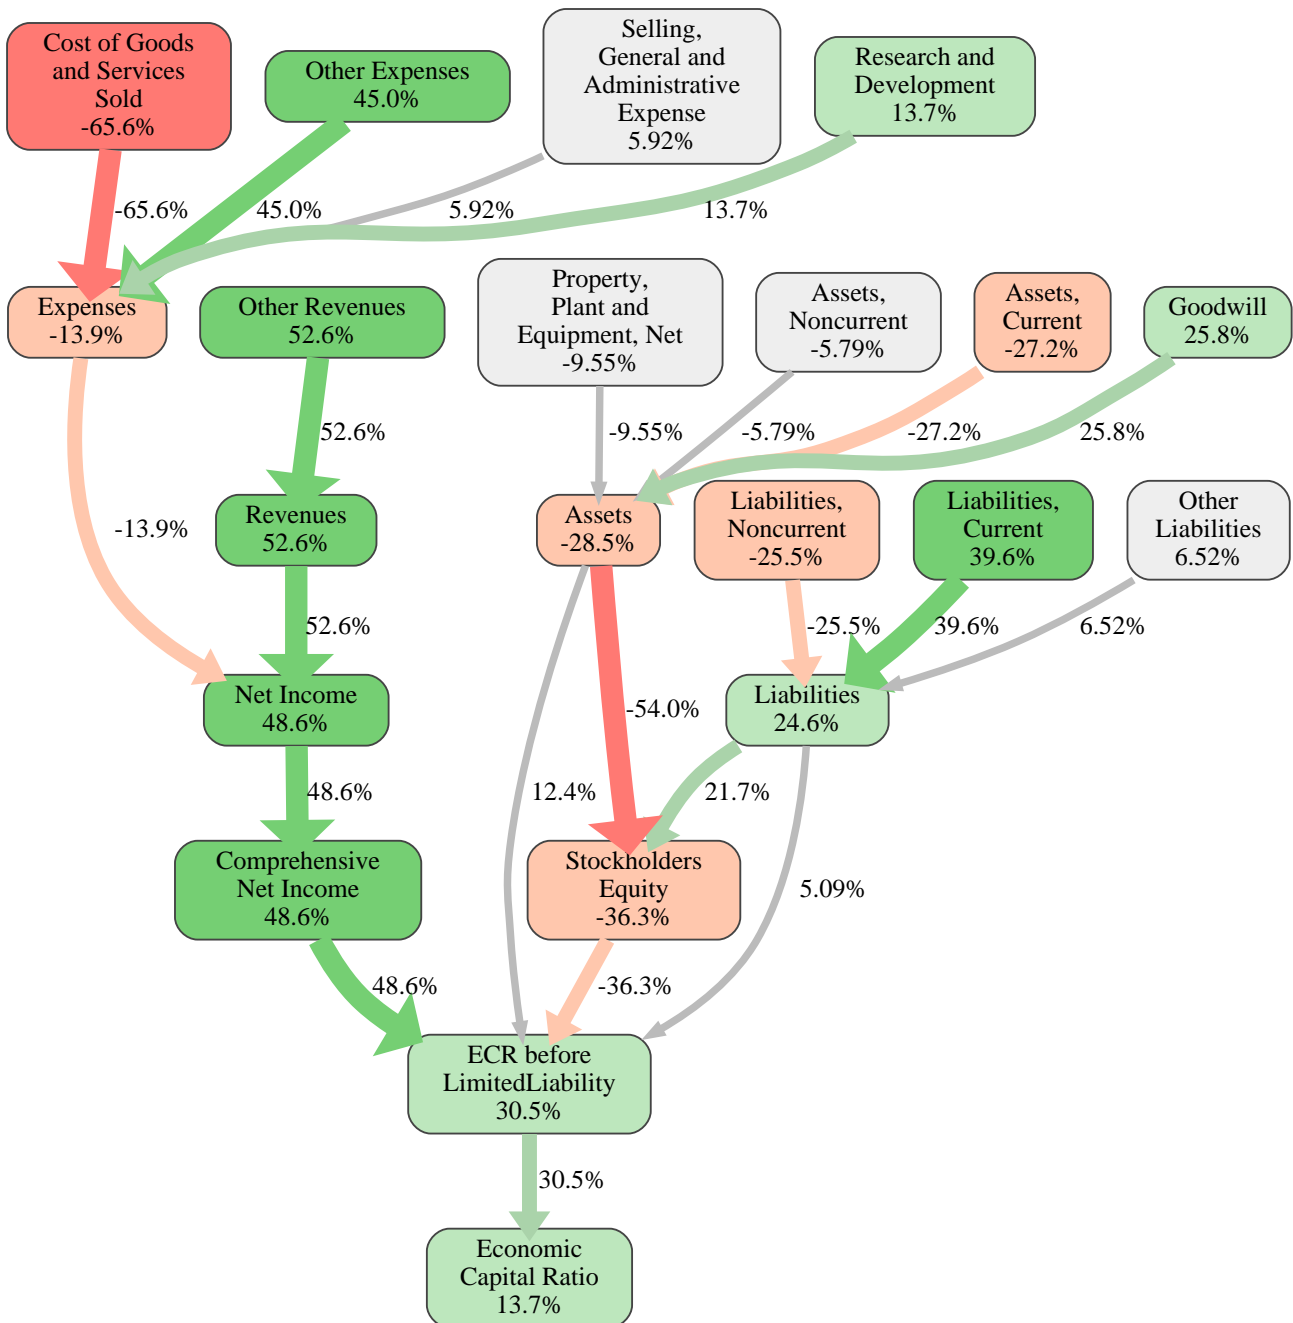 Cost of Goods
and Services
Sold
-65.6%
Other Expenses
45.0%
Selling,
General and
Administrative
Expense
5.92%
Research and
Development
13.7%
-65.6%
45.0%
5.92%
13.7%
Expenses
-13.9%
Other Revenues
52.6%
Property,
Plant and
Equipment, Net
-9.55%
Assets,
Noncurrent
-5.79%
Assets,
Current
-27.2%
Goodwill
25.8%
52.6%
-9.55%
-5.79%
-27.2%
25.8%
-13.9%
Revenues
52.6%
Assets
-28.5%
Liabilities,
Noncurrent
-25.5%
Liabilities,
Current
39.6%
Other
Liabilities
6.52%
52.6%
-25.5%
39.6%
6.52%
Net Income
48.6%
-54.0%
Liabilities
24.6%
48.6%
12.4%
21.7%
Comprehensive
Net Income
48.6%
Stockholders
Equity
-36.3%
5.09%
48.6%
-36.3%
ECR before
LimitedLiability
30.5%
30.5%
Economic
Capital Ratio
13.7%